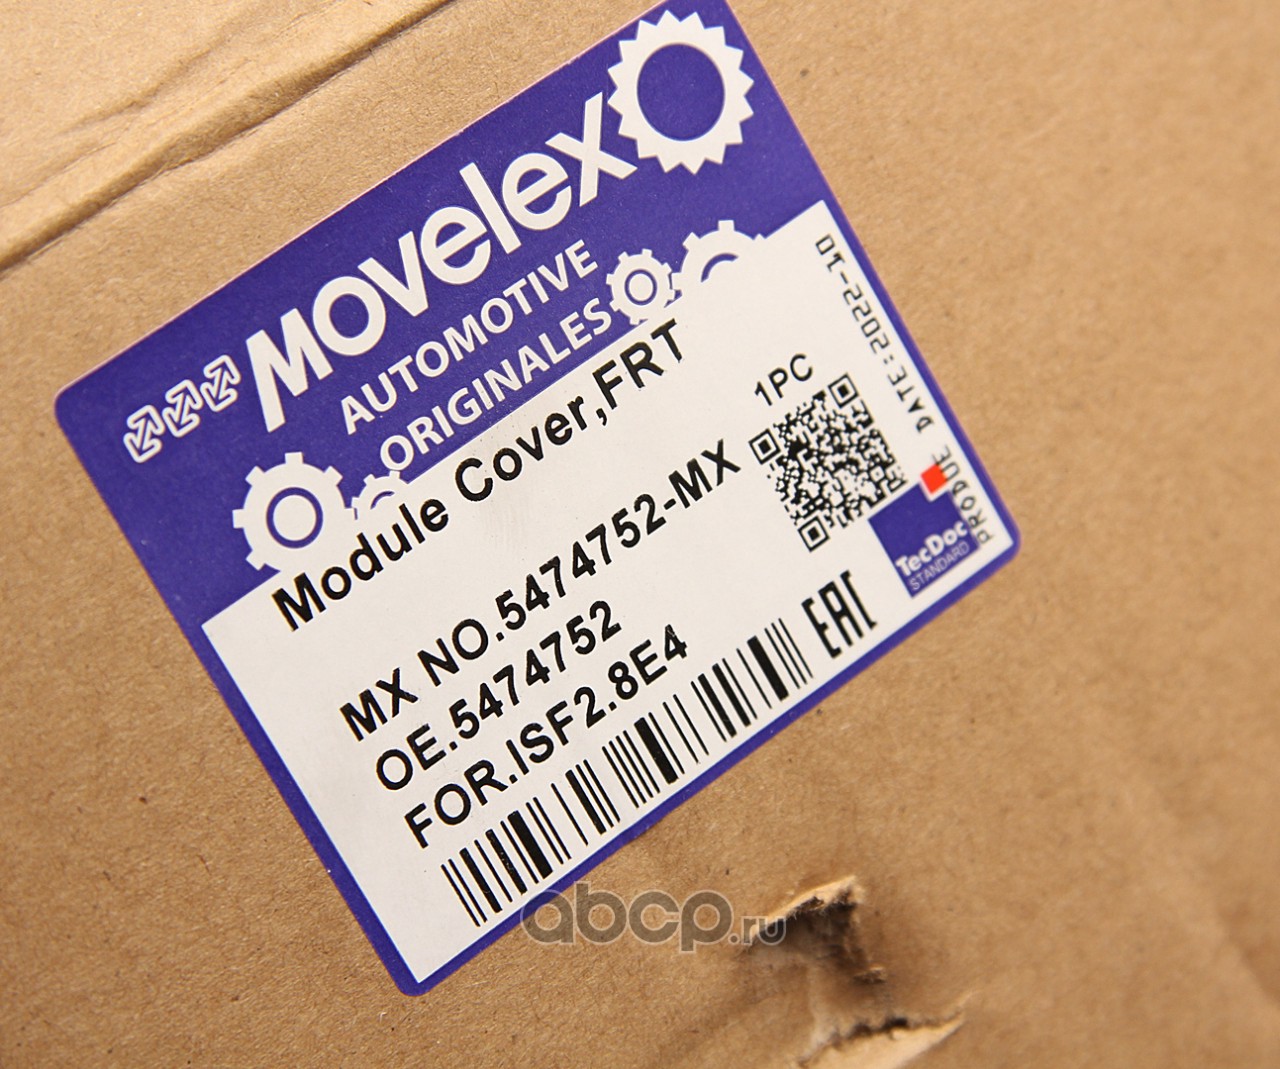 Movelex
AUTOMOTIVE
ORIGINALES
Module Cover,FRT
1PC
MX NO.5474752-MX
OE.5474752
FOR.ISF2.8E4
EAC
PRODUE DATE:2022-10
TecDoc
STANDARD
abcp.ru